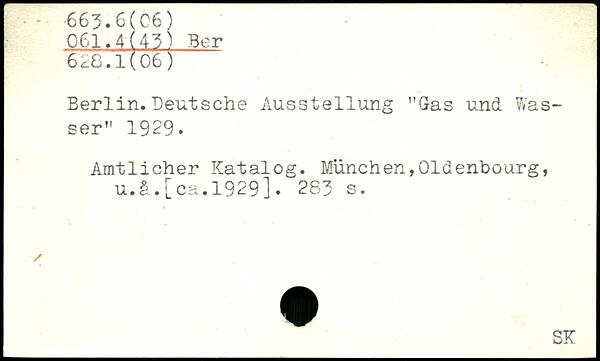 663.6(06)
061.4(43) Ber
628.1(06)
Berlin. Deutsche Ausstellung "Gas und Was-
ser" 1929.
Amtlicher Katalog. München,Oldenbourg,
u.å.[ca.1929]. 283 s.
SK